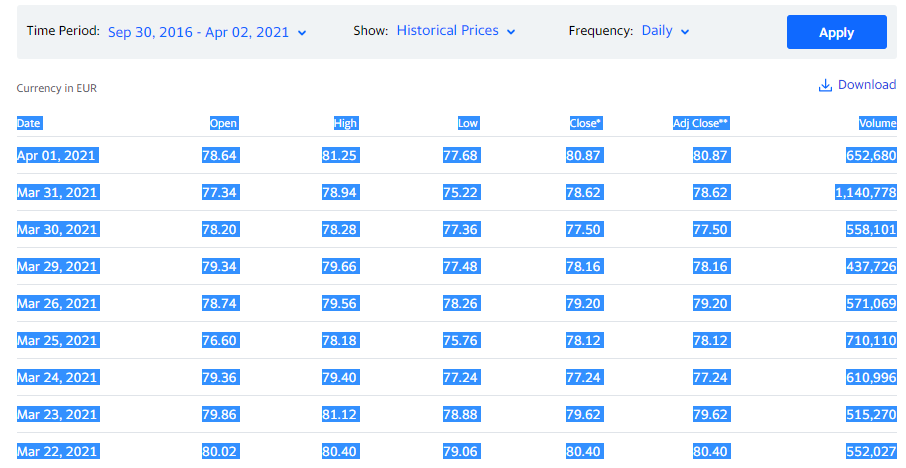 Time Period: Sep 30, 2016 - Apr 02, 2021 Show: Historical Prices Frequency: Daily Apply
Currency in EUR Download
Date Open High Low Close* Adj Close** Volume
Apr 01, 2021 78.64 81.25 77.68 80.87 80.87 652,680
Mar 31, 2021 77.34 78.94 75.22 78.62 78.62 1,140,778
Mar 30, 2021 78.20 78.28 77.36 77.50 77.50 558,101
Mar 29, 2021 79.34 79.66 77.48 78.16 78.16 437,726
Mar 26, 2021 78.74 79.56 78.26 79.20 79.20 571,069
Mar 25, 2021 76.60 78.18 75.76 78.12 78.12 710,110
Mar 24, 2021 79.36 79.40 77.24 77.24 77.24 610,996
Mar 23, 2021 79.86 81.12 78.88 79.62 79.62 515,270
Mar 22, 2021 80.02 80.40 79.06 80.40 80.40 552,027